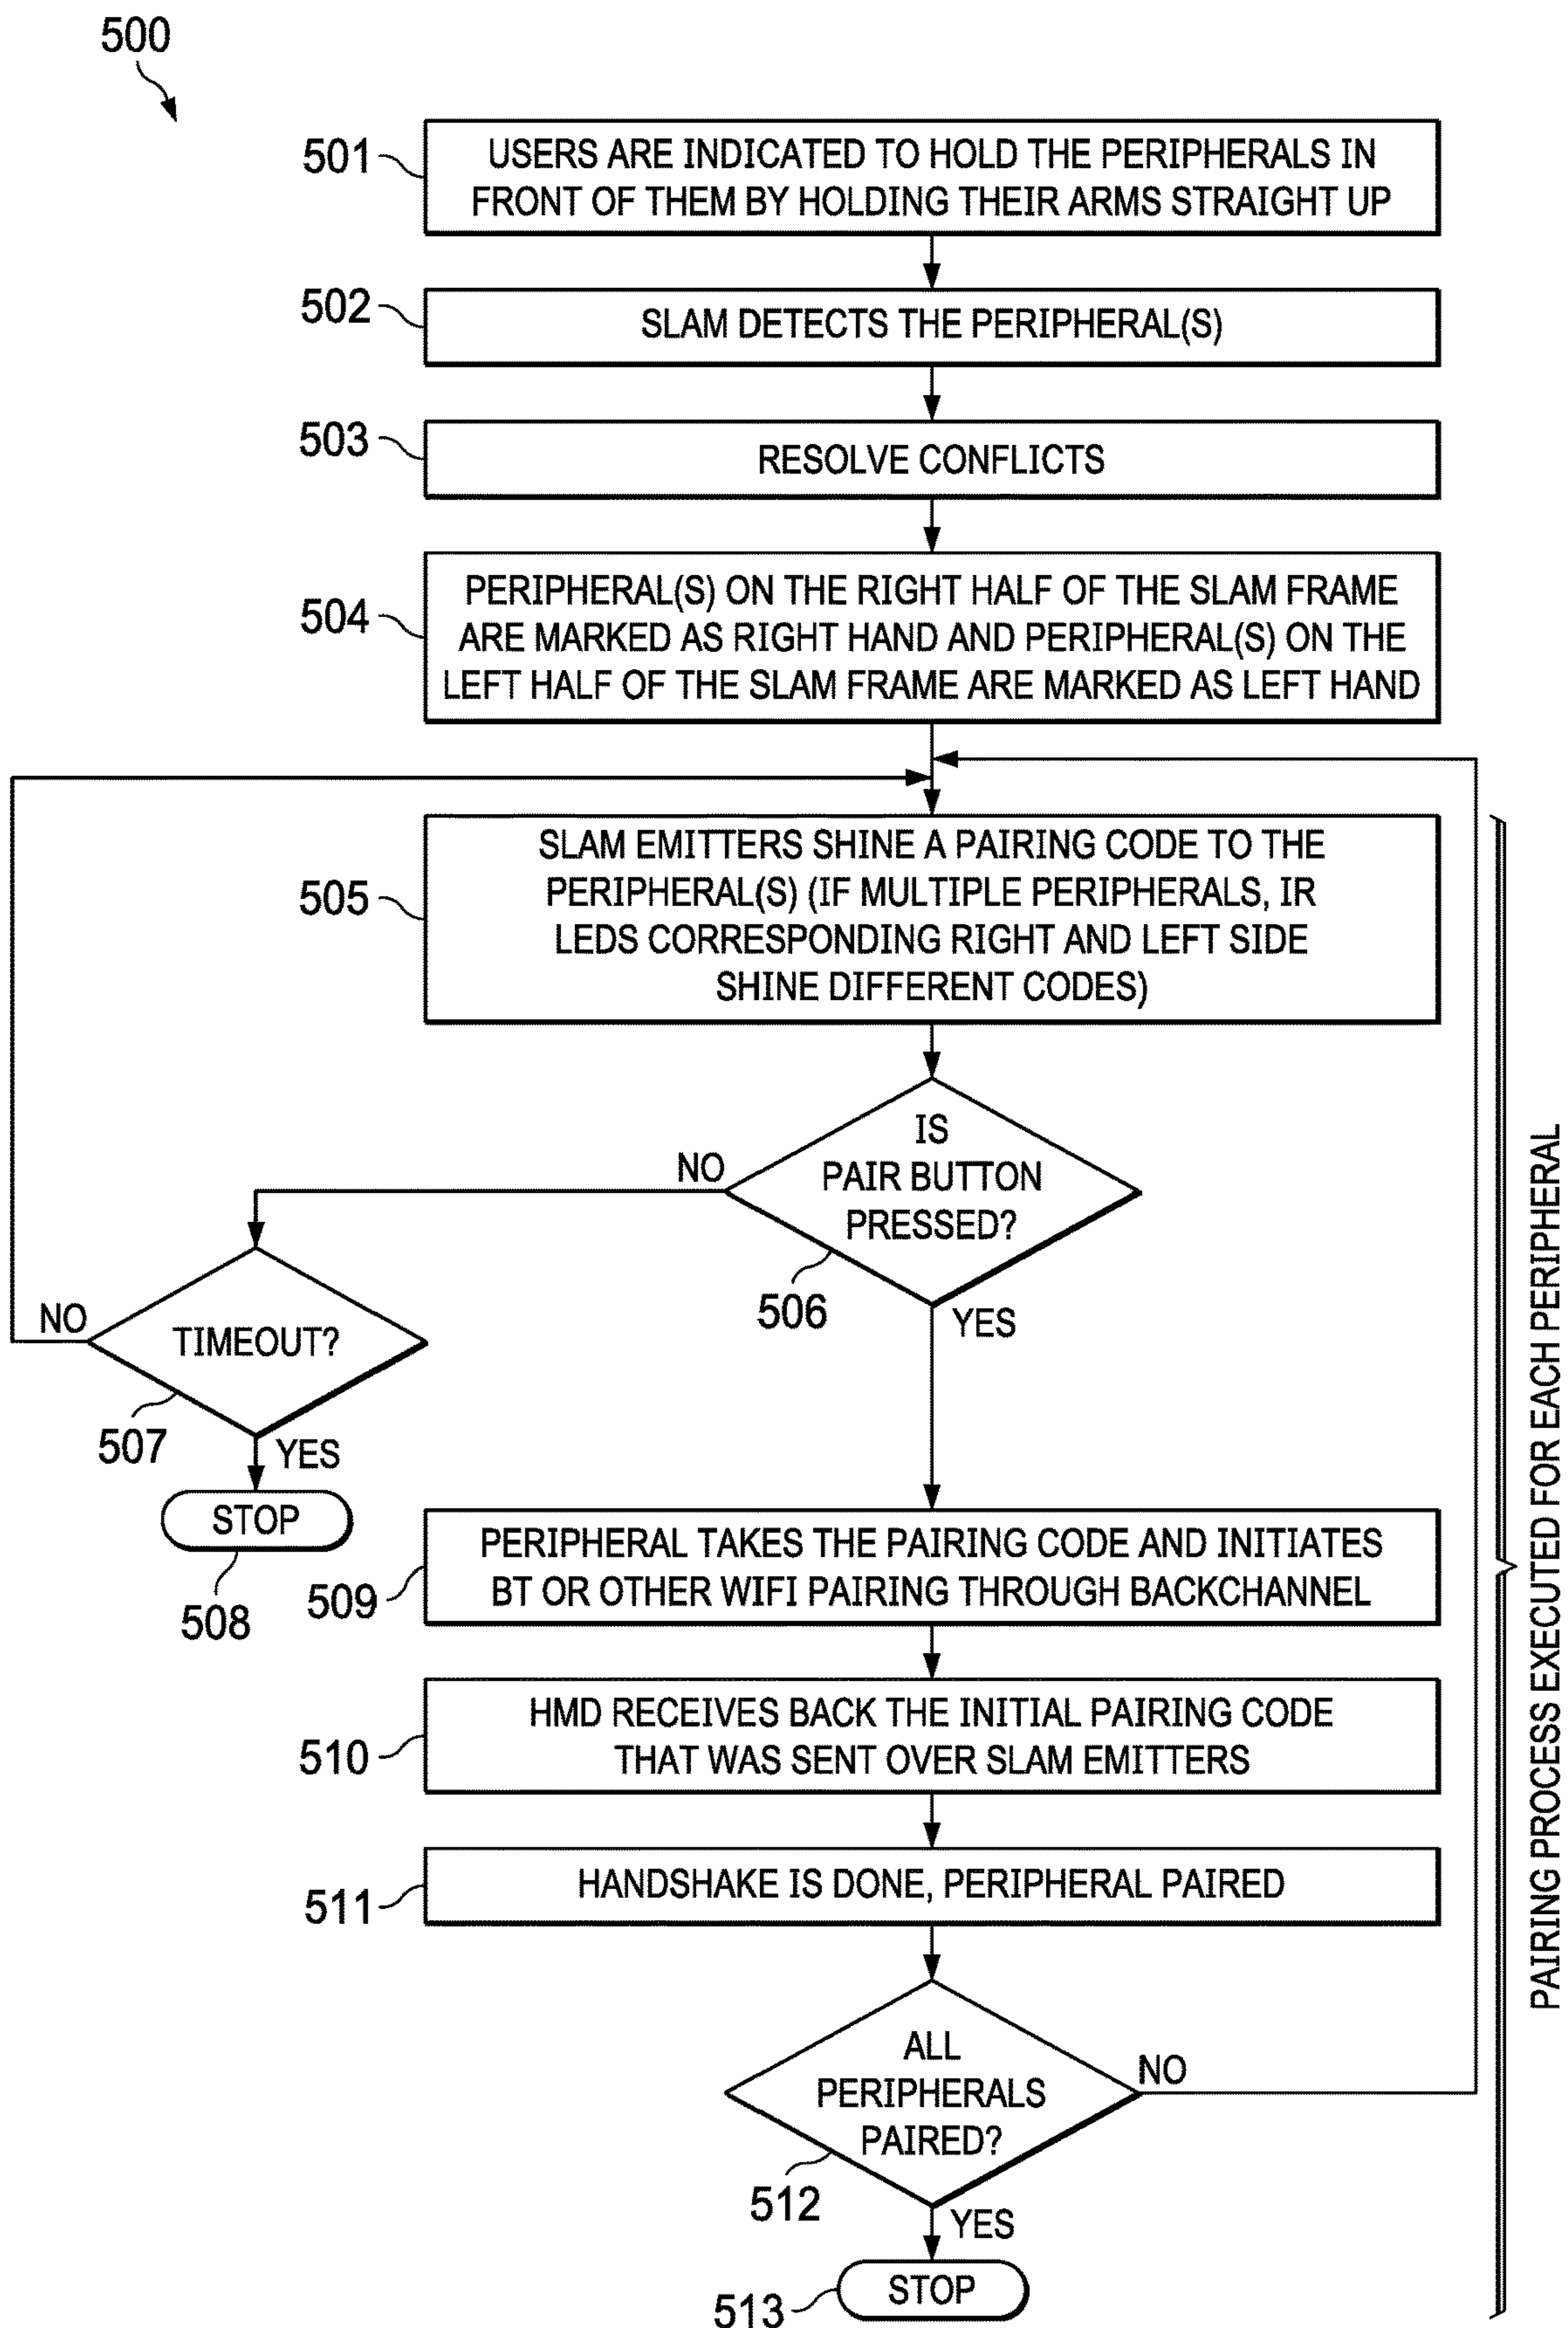 500
501
USERS ARE INDICATED TO HOLD THE PERIPHERALS IN
FRONT OF THEM BY HOLDING THEIR ARMS STRAIGHT UP
502
SLAM DETECTS THE PERIPHERAL(S)
503
RESOLVE CONFLICTS
504
PERIPHERAL(S) ON THE RIGHT HALF OF THE SLAM FRAME
ARE MARKED AS RIGHT HAND AND PERIPHERAL(S) ON THE
LEFT HALF OF THE SLAM FRAME ARE MARKED AS LEFT HAND
505
SLAM EMITTERS SHINE A PAIRING CODE TO THE
PERIPHERAL(S) (IF MULTIPLE PERIPHERALS, IR
LEDS CORRESPONDING RIGHT AND LEFT SIDE
SHINE DIFFERENT CODES)
IS
PAIR BUTTON
PRESSED?
506
NO
YES
TIMEOUT?
507
NO
YES
STOP
508
509
PERIPHERAL TAKES THE PAIRING CODE AND INITIATES
BT OR OTHER WIFI PAIRING THROUGH BACKCHANNEL
510
HMD RECEIVES BACK THE INITIAL PAIRING CODE
THAT WAS SENT OVER SLAM EMITTERS
511
HANDSHAKE IS DONE, PERIPHERAL PAIRED
ALL
PERIPHERALS
PAIRED?
512
NO
YES
STOP
513
PAIRING PROCESS EXECUTED FOR EACH PERIPHERAL